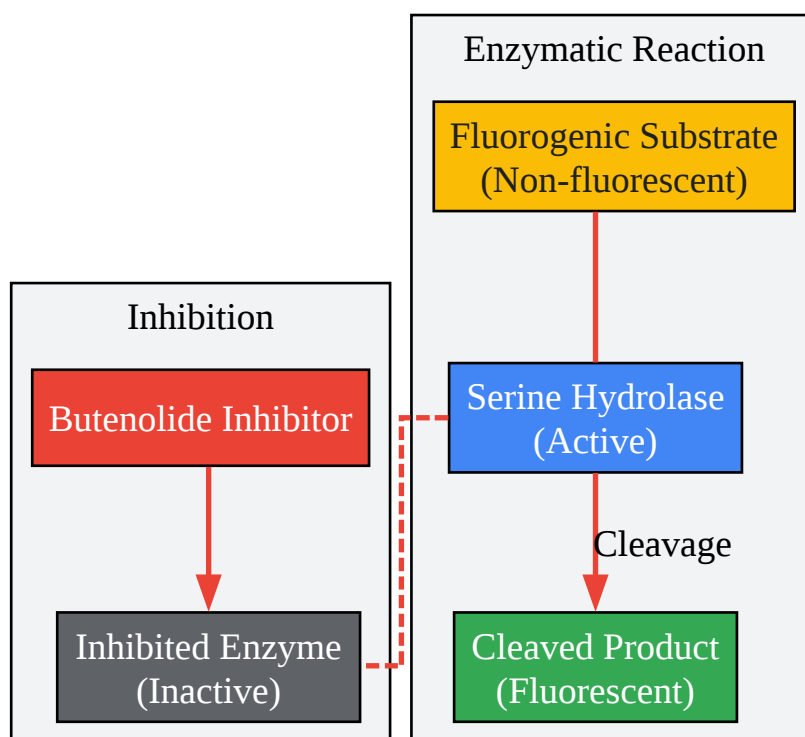 Enzymatic Reaction
Fluorogenic Substrate
(Non-fluorescent)
Inhibition
Butenolide Inhibitor
Serine Hydrolase
(Active)
Cleavage
Inhibited Enzyme
(Inactive)
Cleaved Product
(Fluorescent)